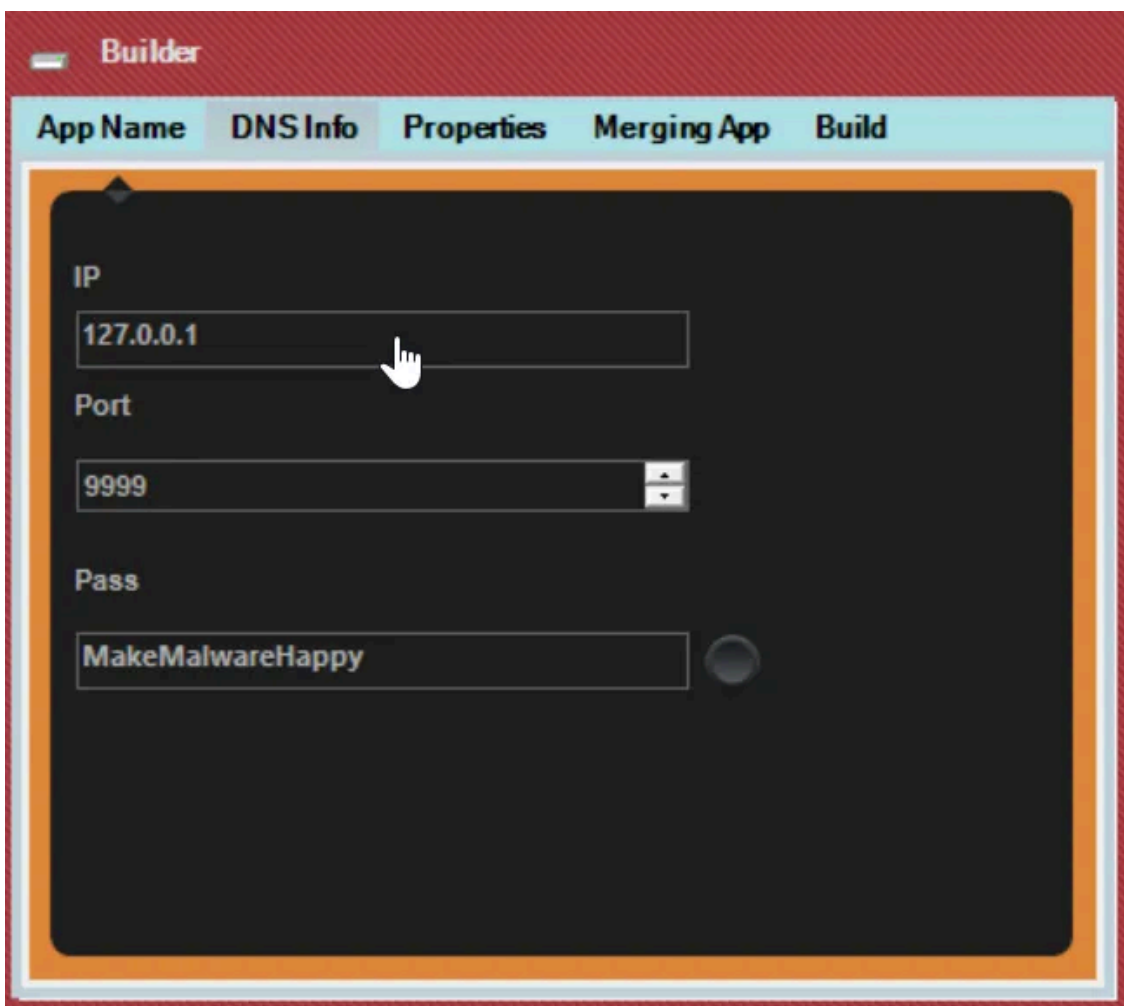 Builder
App Name DNS Info Properties Merging App Build
IP
127.0.0.1
Port
9999
Pass
MakeMalwareHappy